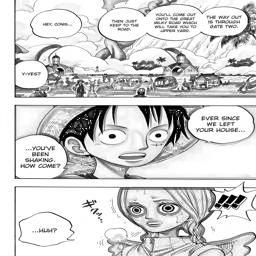 THE WAY OUT
IS THROUGH
GATE TWO.
YOU'LL COME OUT
ONTO THE GREAT
MILKY ROAD WHICH
WILL TAKE YOU TO
UPPER YARD.
THEN JUST
KEEP TO THE
ROAD.
HEY, CONIS...
Y-YES?
EVER SINCE
WE LEFT
YOUR HOUSE...
...YOU'VE
BEEN
SHAKING.
HOW COME?
!!!
...HUH?